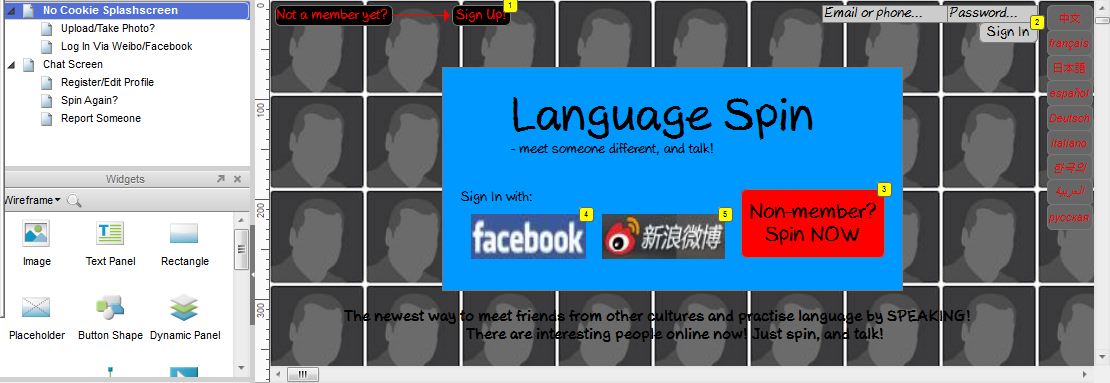 No Cookie Splashscreen
Upload/Take Photo?
Log In Via Weibo/Facebook
Chat Screen
Register/Edit Profile
Spin Again?
Report Someone
Widgets
Wireframe
Image
Text Panel
Rectangle
Placeholder
Button Shape
Dynamic Panel
0
100
200
300
Not a member yet?
Sign Up!
1
Email or phone...
Password...
2
Sign In
中文
français
日本語
español
Deutsch
italiano
한국의
العربية
русская
Language Spin
- meet someone different, and talk!
Sign In with:
facebook
4
新浪微博
5
Non-member?
Spin NOW
3
The newest way to meet friends from other cultures and practise language by SPEAKING!
There are interesting people online now! Just spin, and talk!